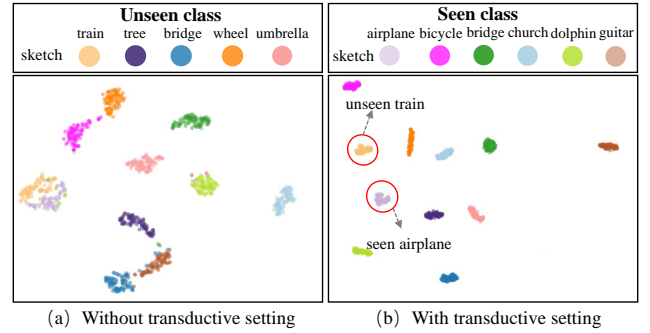 Unseen class
train tree bridge wheel umbrella
sketch
Seen class
airplane bicycle bridge church dolphin guitar
sketch
unseen train
seen airplane
(a) Without transductive setting
(b) With transductive setting